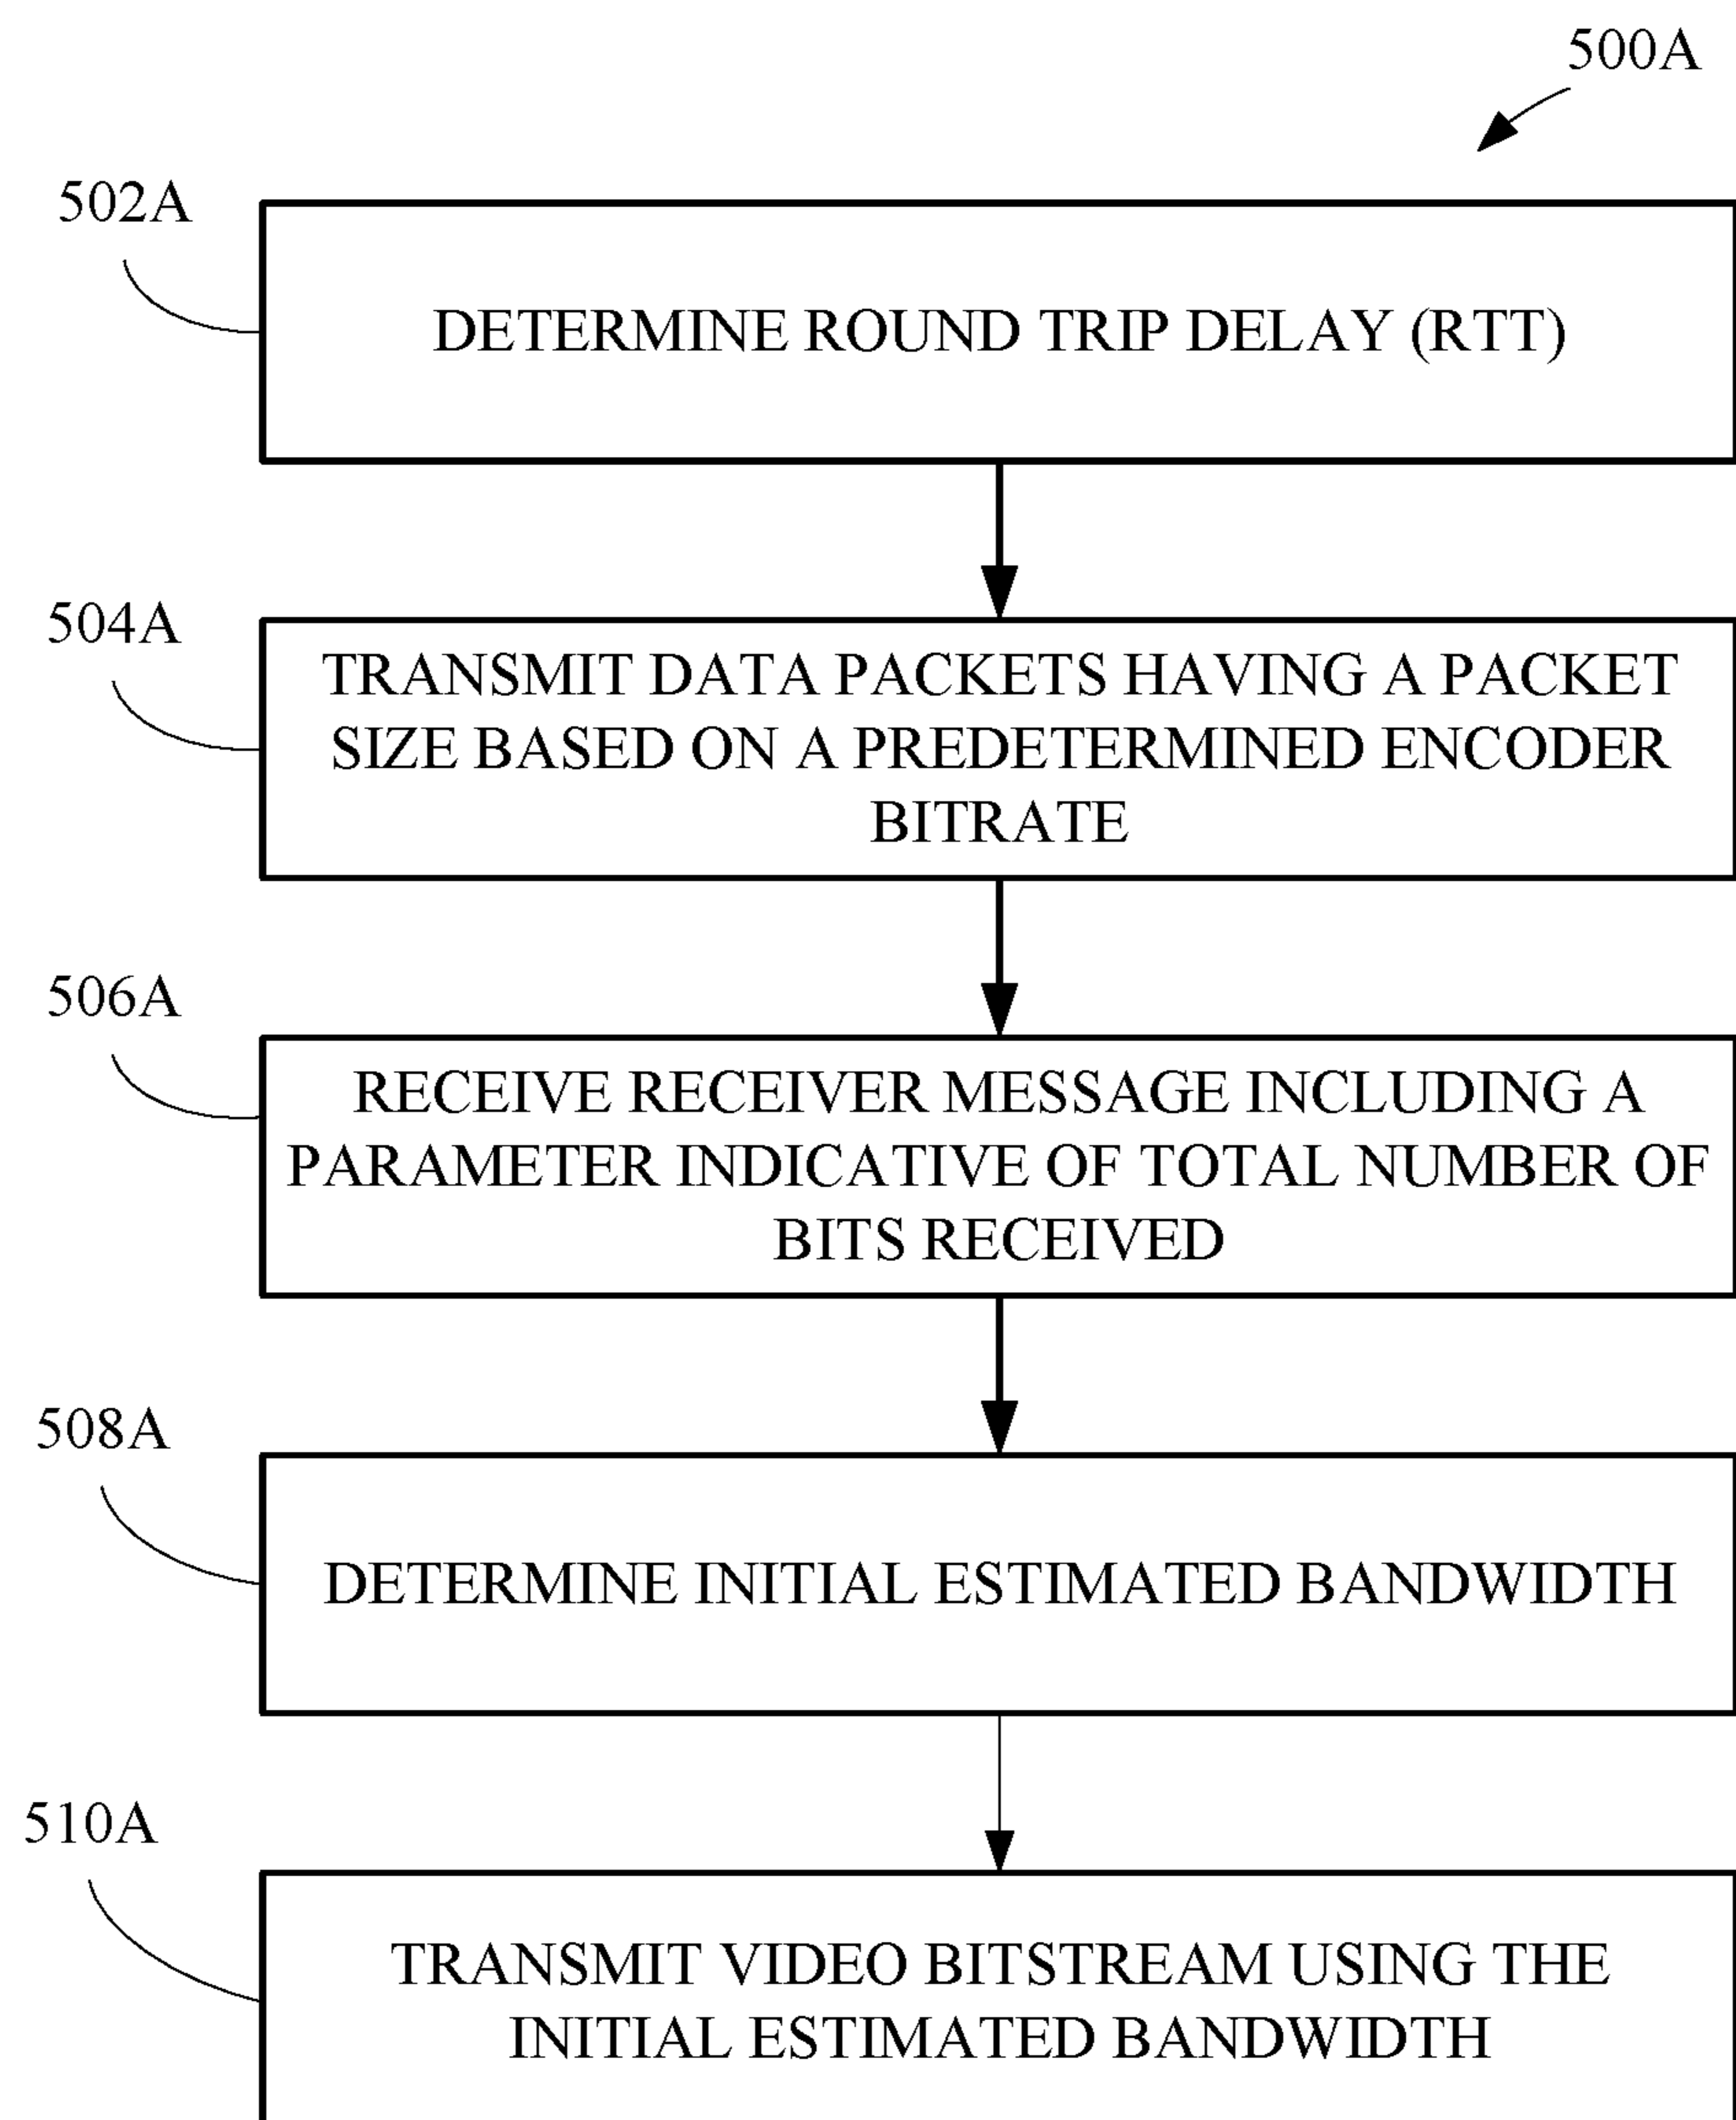 500A
502A
DETERMINE ROUND TRIP DELAY (RTT)
504A
TRANSMIT DATA PACKETS HAVING A PACKET
SIZE BASED ON A PREDETERMINED ENCODER
BITRATE
506A
RECEIVE RECEIVER MESSAGE INCLUDING A
PARAMETER INDICATIVE OF TOTAL NUMBER OF
BITS RECEIVED
508A
DETERMINE INITIAL ESTIMATED BANDWIDTH
510A
TRANSMIT VIDEO BITSTREAM USING THE
INITIAL ESTIMATED BANDWIDTH